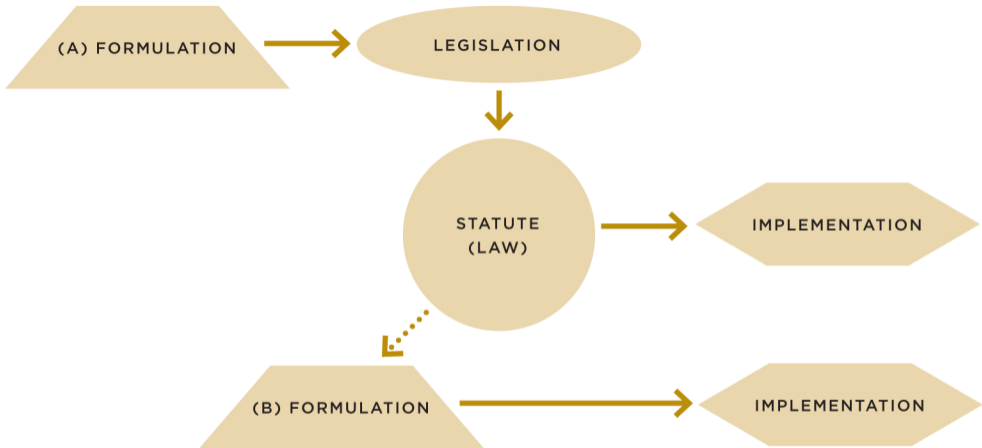 (A) FORMULATION
LEGISLATION
STATUTE
(LAW)
IMPLEMENTATION
(B) FORMULATION
IMPLEMENTATION